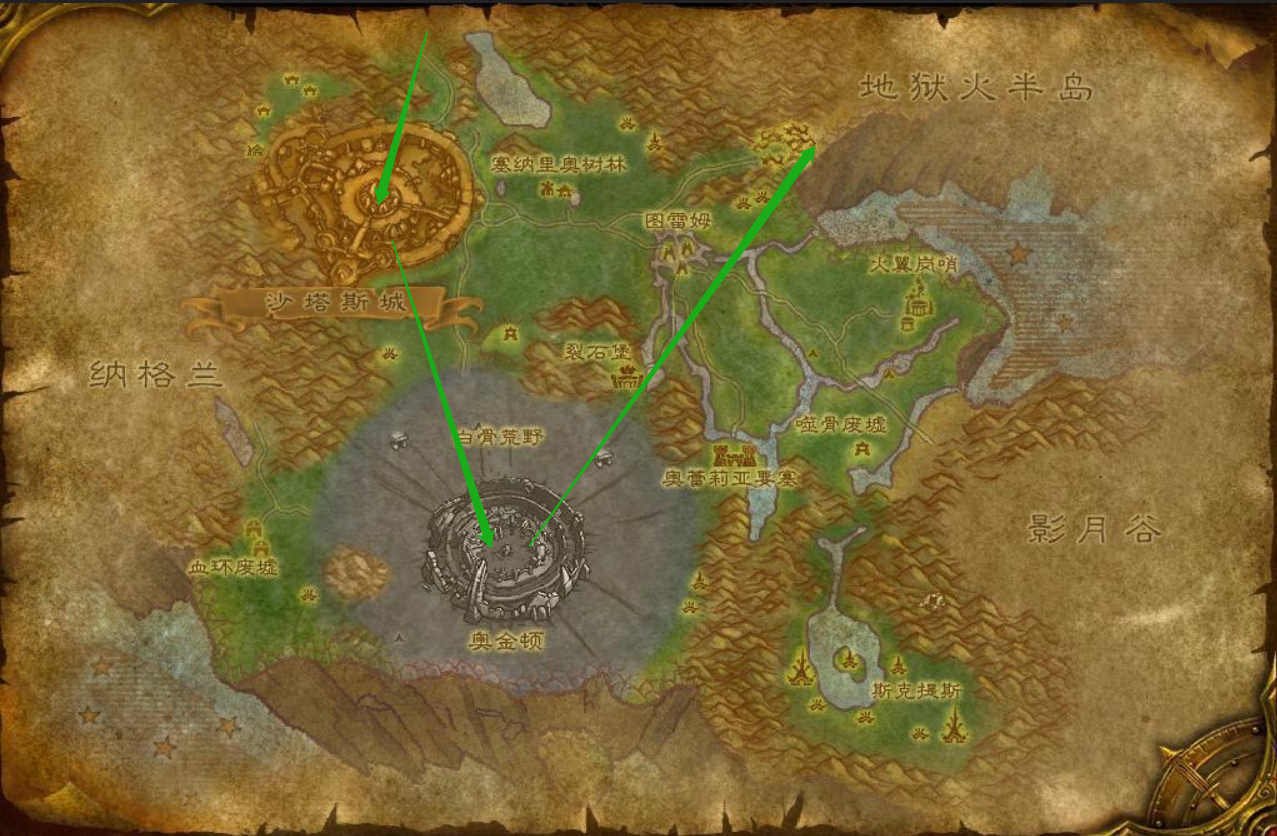 地狱火半岛
塞纳里奥树林
图雷姆
火翼岗哨
沙塔斯城
裂石堡
纳格兰
噬骨废墟
白骨荒野
奥蕾莉亚要塞
影月谷
血环废墟
奥金顿
斯克提斯